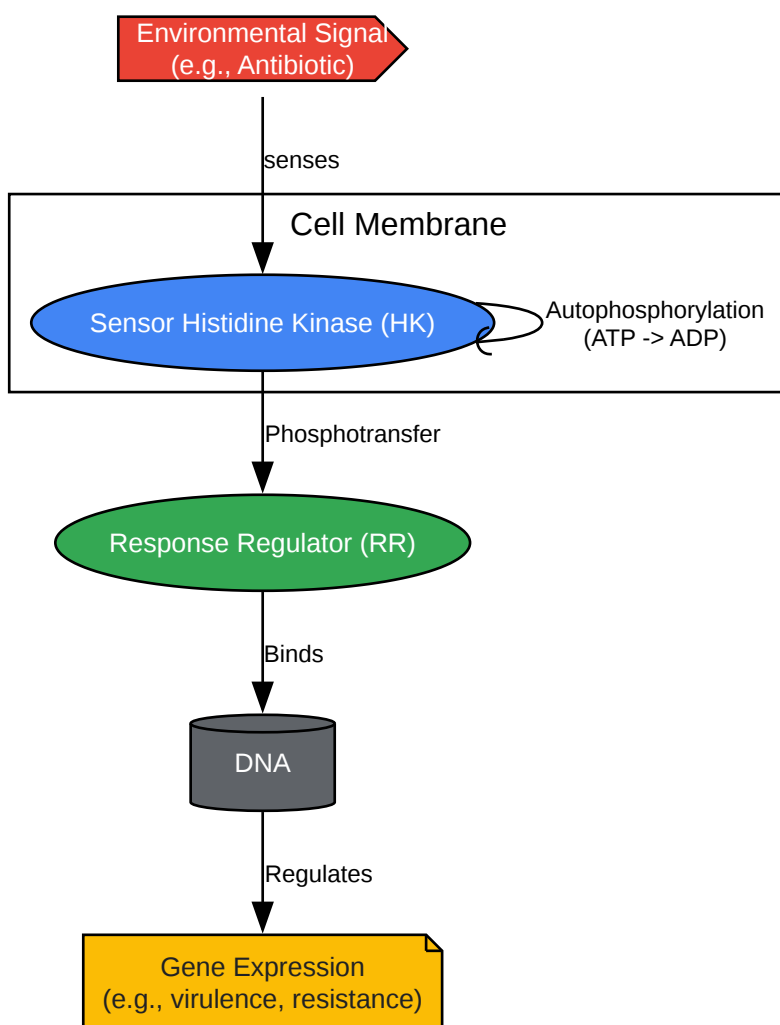 Environmental Signal
(e.g., Antibiotic)
senses
Cell Membrane
Sensor Histidine Kinase (HK)
Autophosphorylation
(ATP -> ADP)
Phosphotransfer
Response Regulator (RR)
Binds
DNA
Regulates
Gene Expression
(e.g., virulence, resistance)